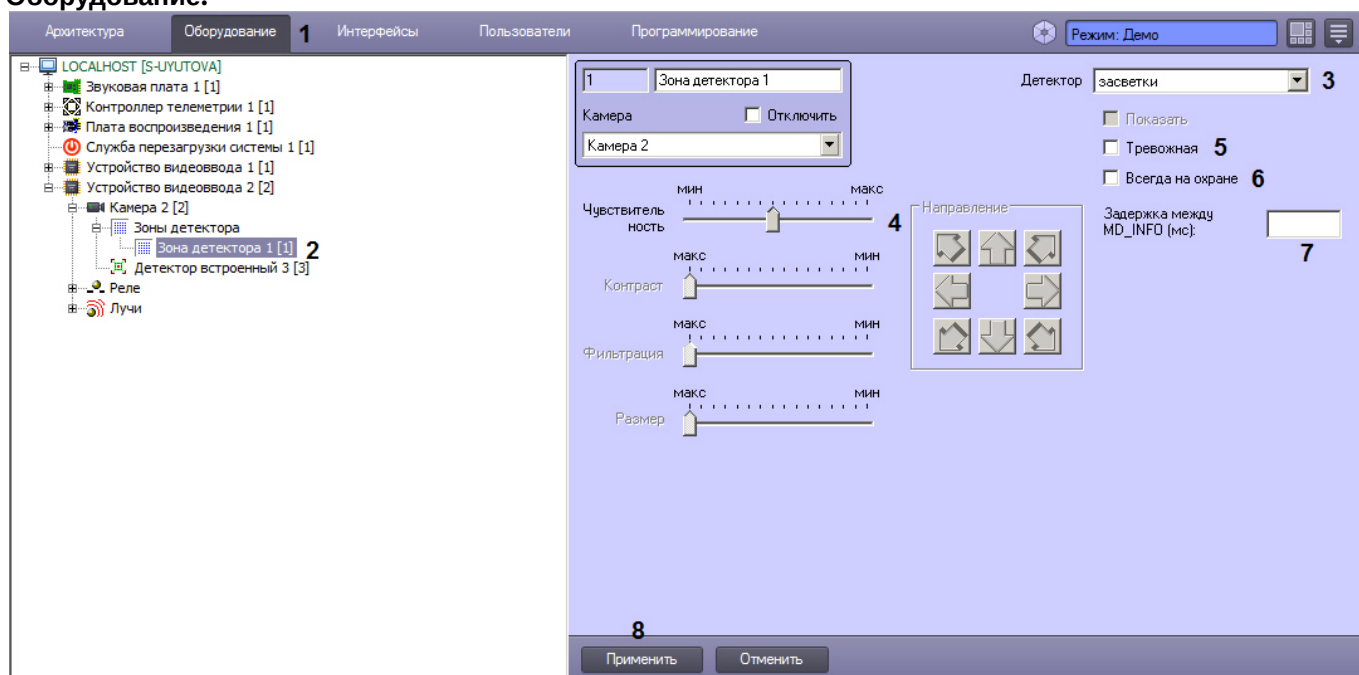 Оборудование.
Архитектура Оборудование 1 Интерфейсы Пользователи Программирование Режим: Демо
LOCALHOST [S-UYUTOVA]
Звуковая плата 1 [1]
Контроллер телеметрии 1 [1]
Плата воспроизведения 1 [1]
Служба перезагрузки системы 1 [1]
Устройство видеоввода 1 [1]
Устройство видеоввода 2 [2]
Камера 2 [2]
Зоны детектора
Зона детектора 1 [1] 2
Детектор встроенный 3 [3]
Реле
Лучи
1 Зона детектора 1
Камера Отключить
Камера 2
Детектор засветки 3
Показать
Тревожная 5
Всегда на охране 6
Задержка между
MD_INFO (мс):
7
мин макс
Чувствитель
ность
4
макс мин
Контраст
макс мин
Фильтрация
макс мин
Размер
Направление
8
Применить Отменить